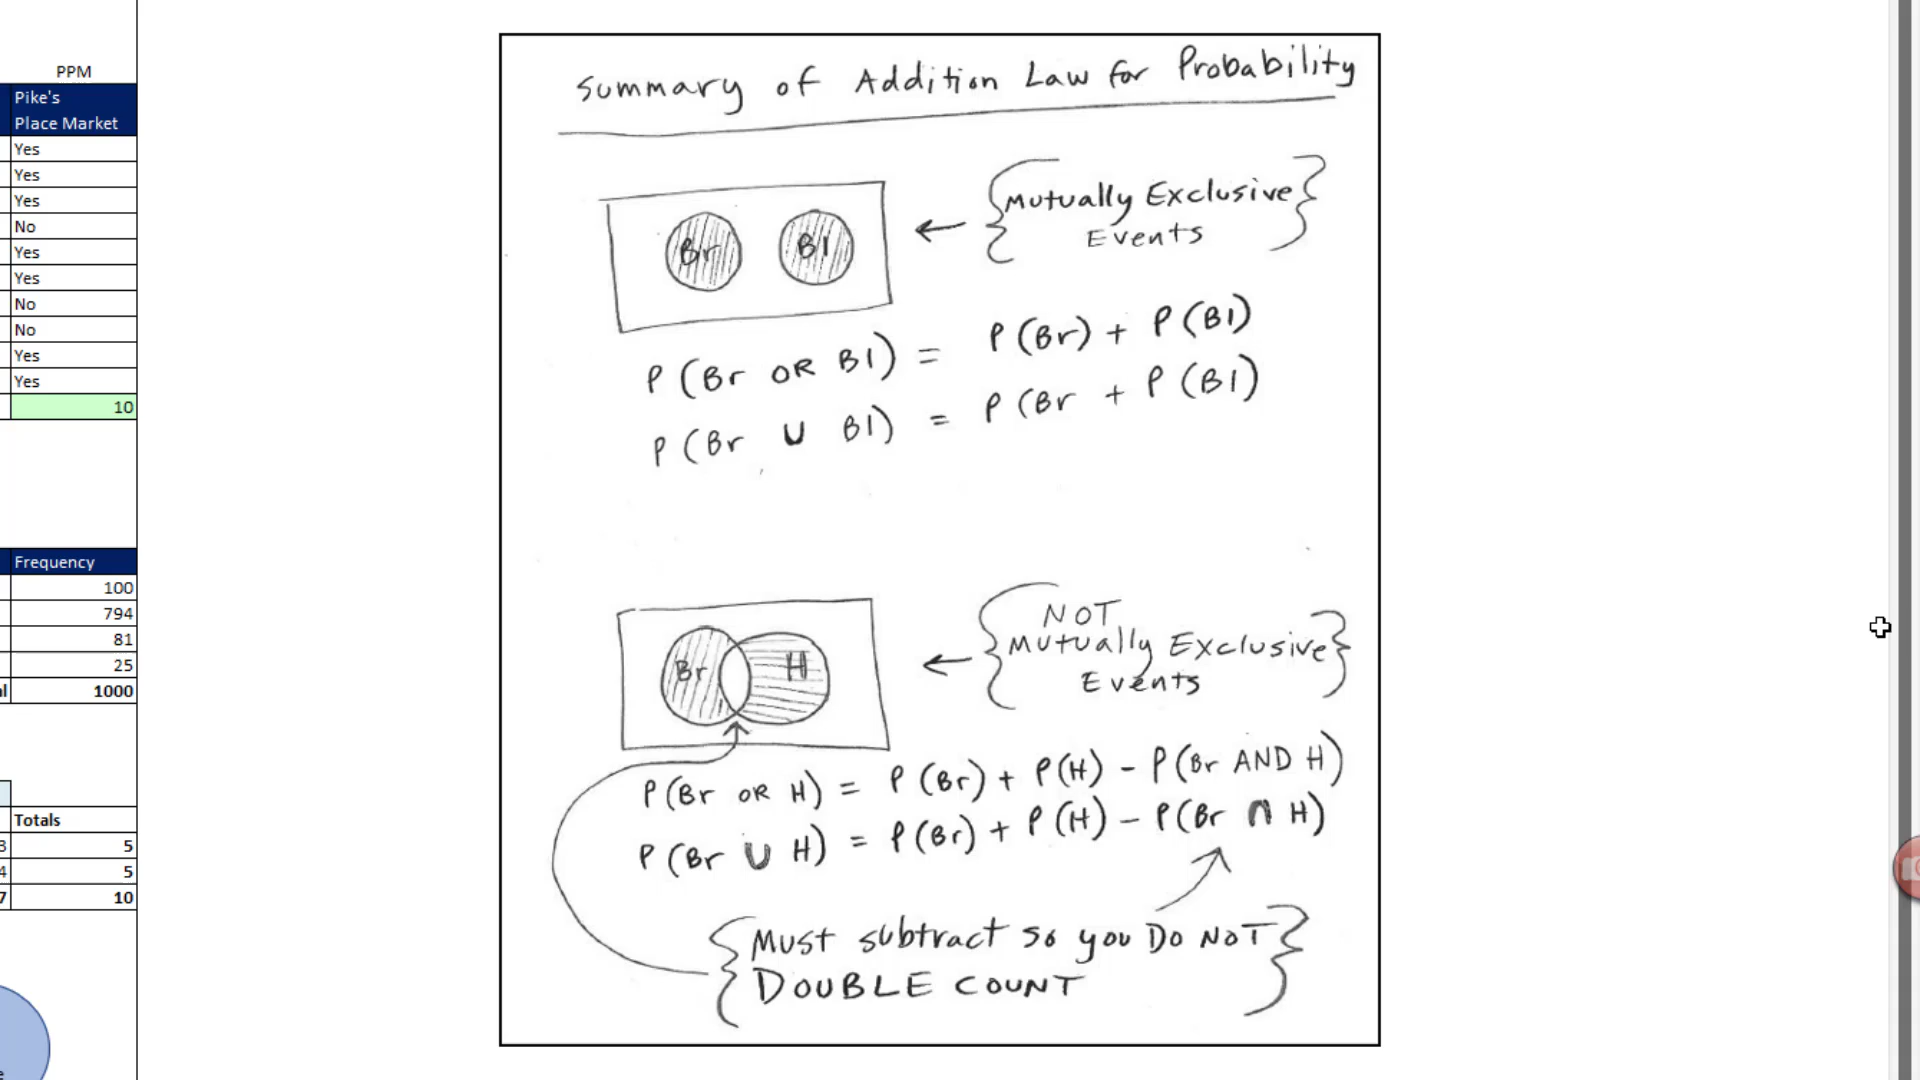 PPM
Pike's
Place Market
Yes
Yes
Yes
No
Yes
Yes
No
No
Yes
Yes
10
Frequency
100
794
81
25
1000
Totals
3 5
4 5
7 10
Summary of Addition Law for Probability
Br Bl
Mutually Exclusive
Events
P (Br OR Bl) = P (Br) + P (Bl)
P (Br ∪ Bl) = P (Br + P (Bl)
Br H
NOT
Mutually Exclusive
Events
P (Br OR H) = P (Br) + P(H) - P(Br AND H)
P (Br ∪ H) = P(Br) + P(H) - P(Br ∩ H)
Must subtract so you Do NOT
DOUBLE COUNT